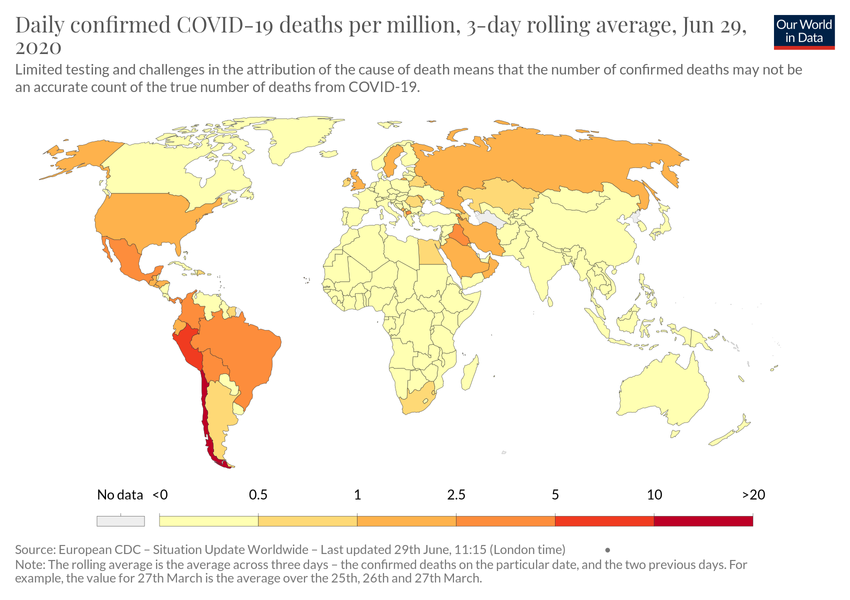 Daily confirmed COVID-19 deaths per million, 3-day rolling average, Jun 29,
2020
Our World
in Data
Limited testing and challenges in the attribution of the cause of death means that the number of confirmed deaths may not be
an accurate count of the true number of deaths from COVID-19.
No data <0 0.5 1 2.5 5 10 >20
Source: European CDC – Situation Update Worldwide – Last updated 29th June, 11:15 (London time)
Note: The rolling average is the average across three days – the confirmed deaths on the particular date, and the two previous days. For
example, the value for 27th March is the average over the 25th, 26th and 27th March.